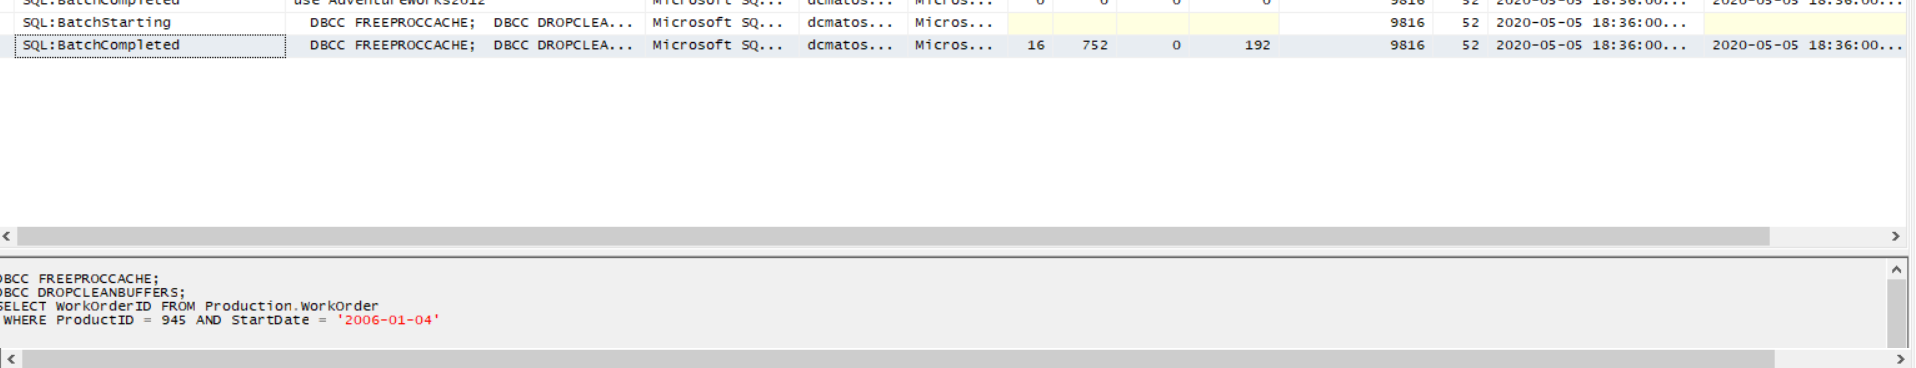 SQL:BatchCompleted use AdventureWorks2012 Microsoft SQ... dcmatos... Micros... 0 0 0 0 9816 52 2020-05-05 18:36:00... 2020-05-05 18:36:00...
SQL:BatchStarting DBCC FREEPROCCACHE; DBCC DROPCLEA... Microsoft SQ... dcmatos... Micros... 9816 52 2020-05-05 18:36:00...
SQL:BatchCompleted DBCC FREEPROCCACHE; DBCC DROPCLEA... Microsoft SQ... dcmatos... Micros... 16 752 0 192 9816 52 2020-05-05 18:36:00... 2020-05-05 18:36:00...
DBCC FREEPROCCACHE;
DBCC DROPCLEANBUFFERS;
SELECT WorkOrderID FROM Production.WorkOrder
WHERE ProductID = 945 AND StartDate = '2006-01-04'